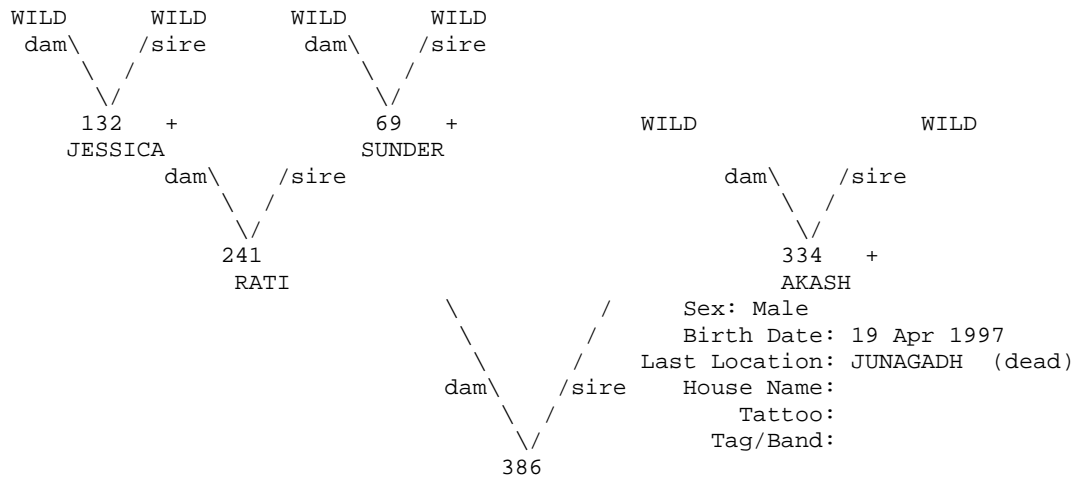 WILD WILD WILD WILD
dam\ /sire dam\ /sire
\ / \ /
\/ \/
132 + 69 + WILD WILD
JESSICA SUNDER
dam\ /sire dam\ /sire
\ / \ /
\/ \/
241 334 +
RATI AKASH
\ / Sex: Male
\ / Birth Date: 19 Apr 1997
\ / Last Location: JUNAGADH (dead)
dam\ /sire House Name:
\ / Tattoo:
\/ Tag/Band:
386